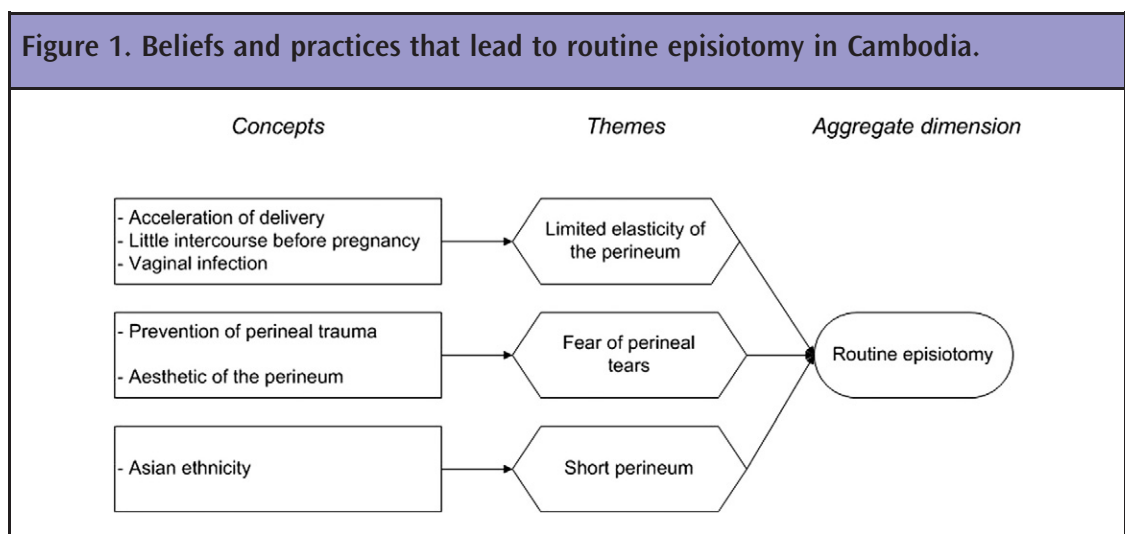 Figure 1. Beliefs and practices that lead to routine episiotomy in Cambodia.
Concepts
Themes
Aggregate dimension
- Acceleration of delivery
- Little intercourse before pregnancy
- Vaginal infection
Limited elasticity of
the perineum
- Prevention of perineal trauma
- Aesthetic of the perineum
Fear of perineal
tears
Routine episiotomy
- Asian ethnicity
Short perineum